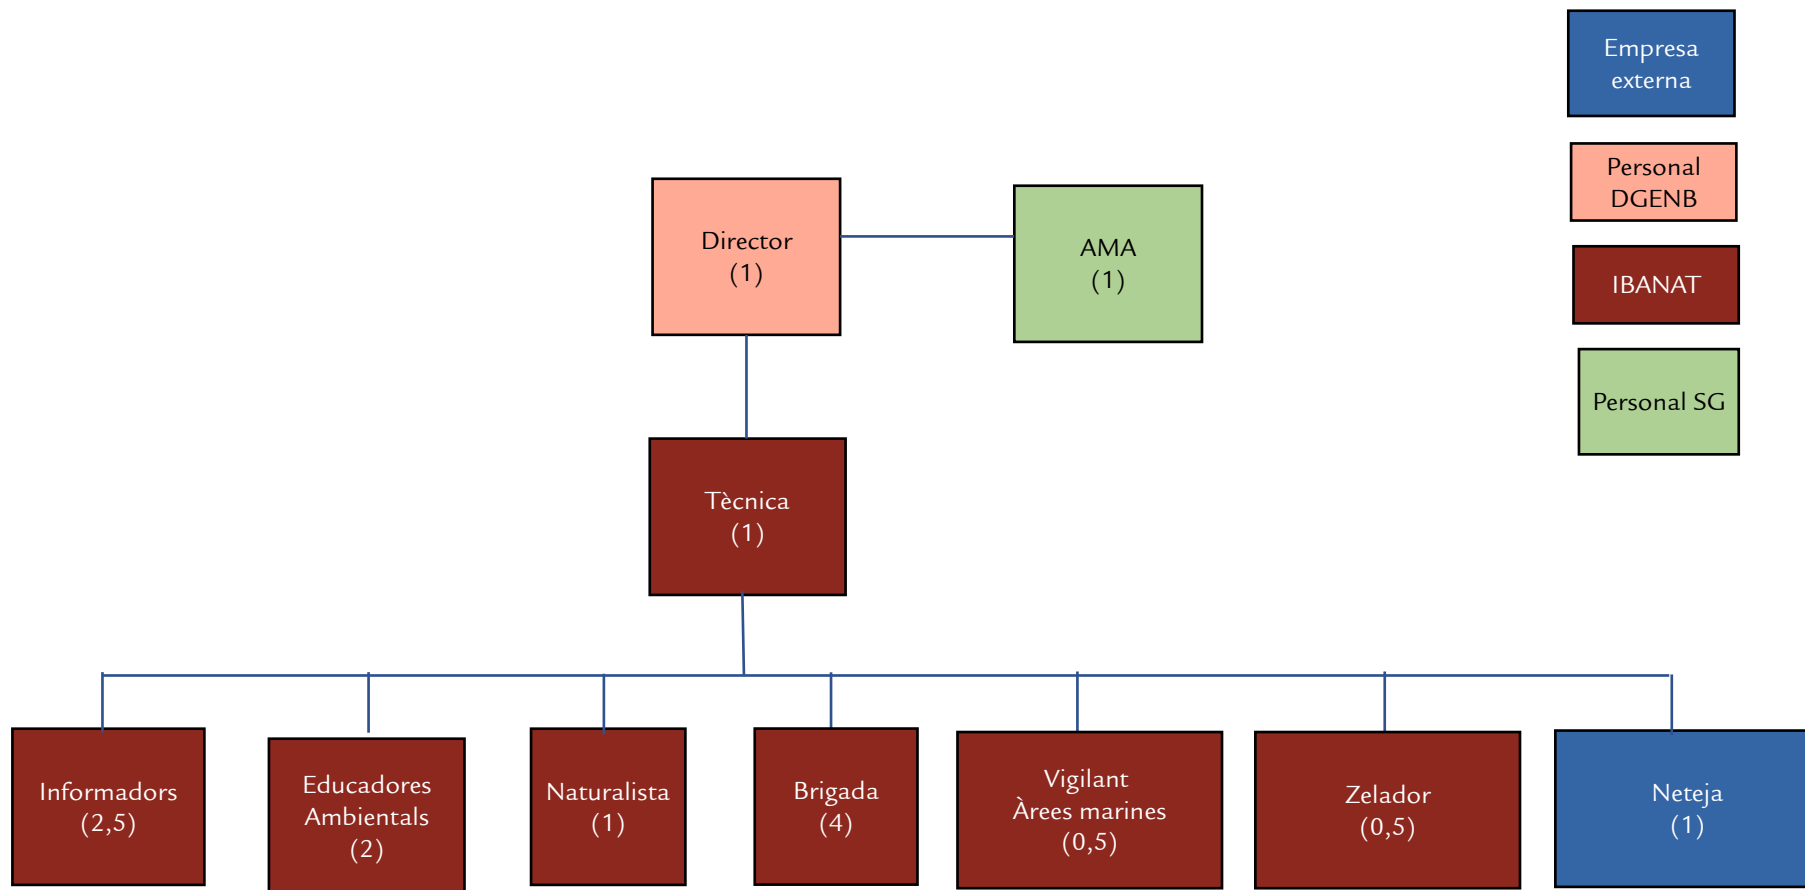 Empresa
externa
Personal
DGENB
IBANAT
Personal SG
Director
(1)
AMA
(1)
Tècnica
(1)
Informadors
(2,5)
Educadores
Ambientals
(2)
Naturalista
(1)
Brigada
(4)
Vigilant
Àrees marines
(0,5)
Zelador
(0,5)
Neteja
(1)